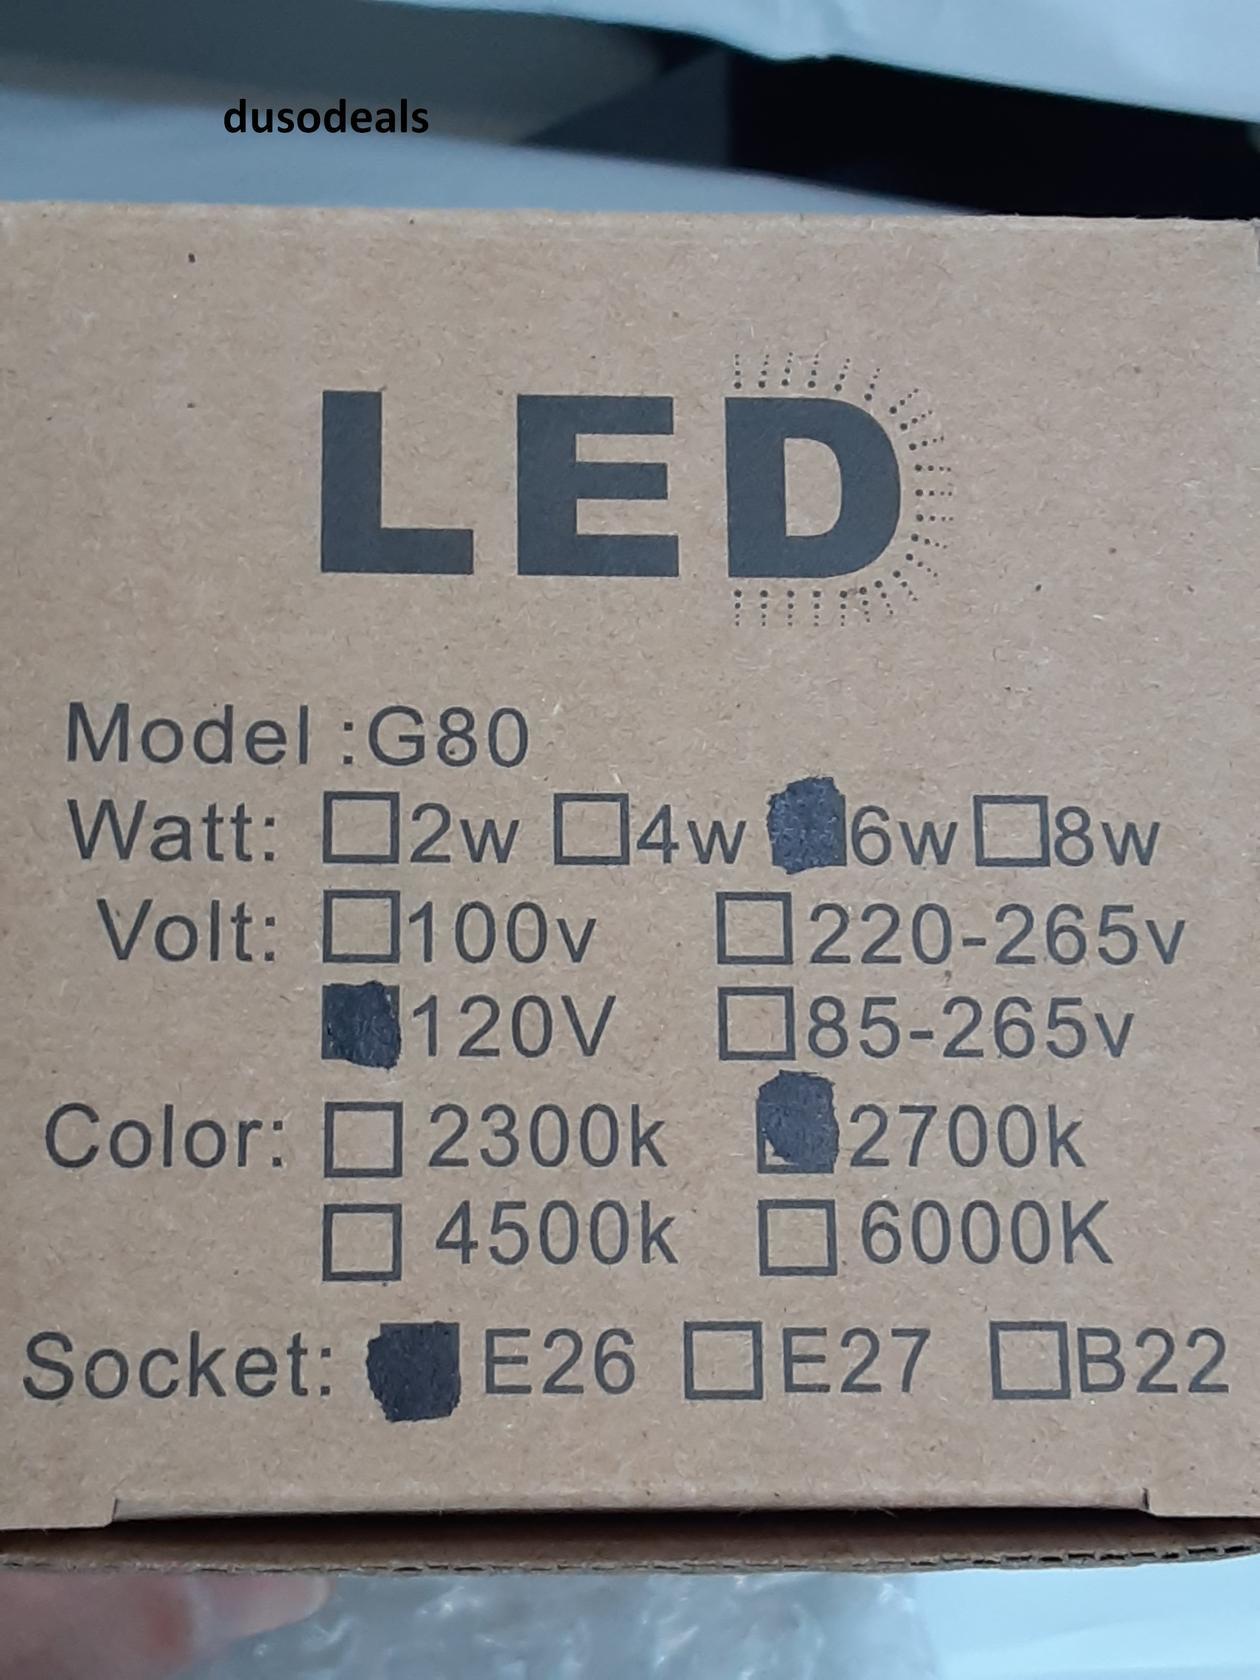 dusodeals
LED
Model :G80
Watt: □2w □4w ■6w □8w
Volt: □100v □220-265v
■120V □85-265v
Color: □2300k ■2700k
□4500k □6000K
Socket: ■E26 □E27 □B22